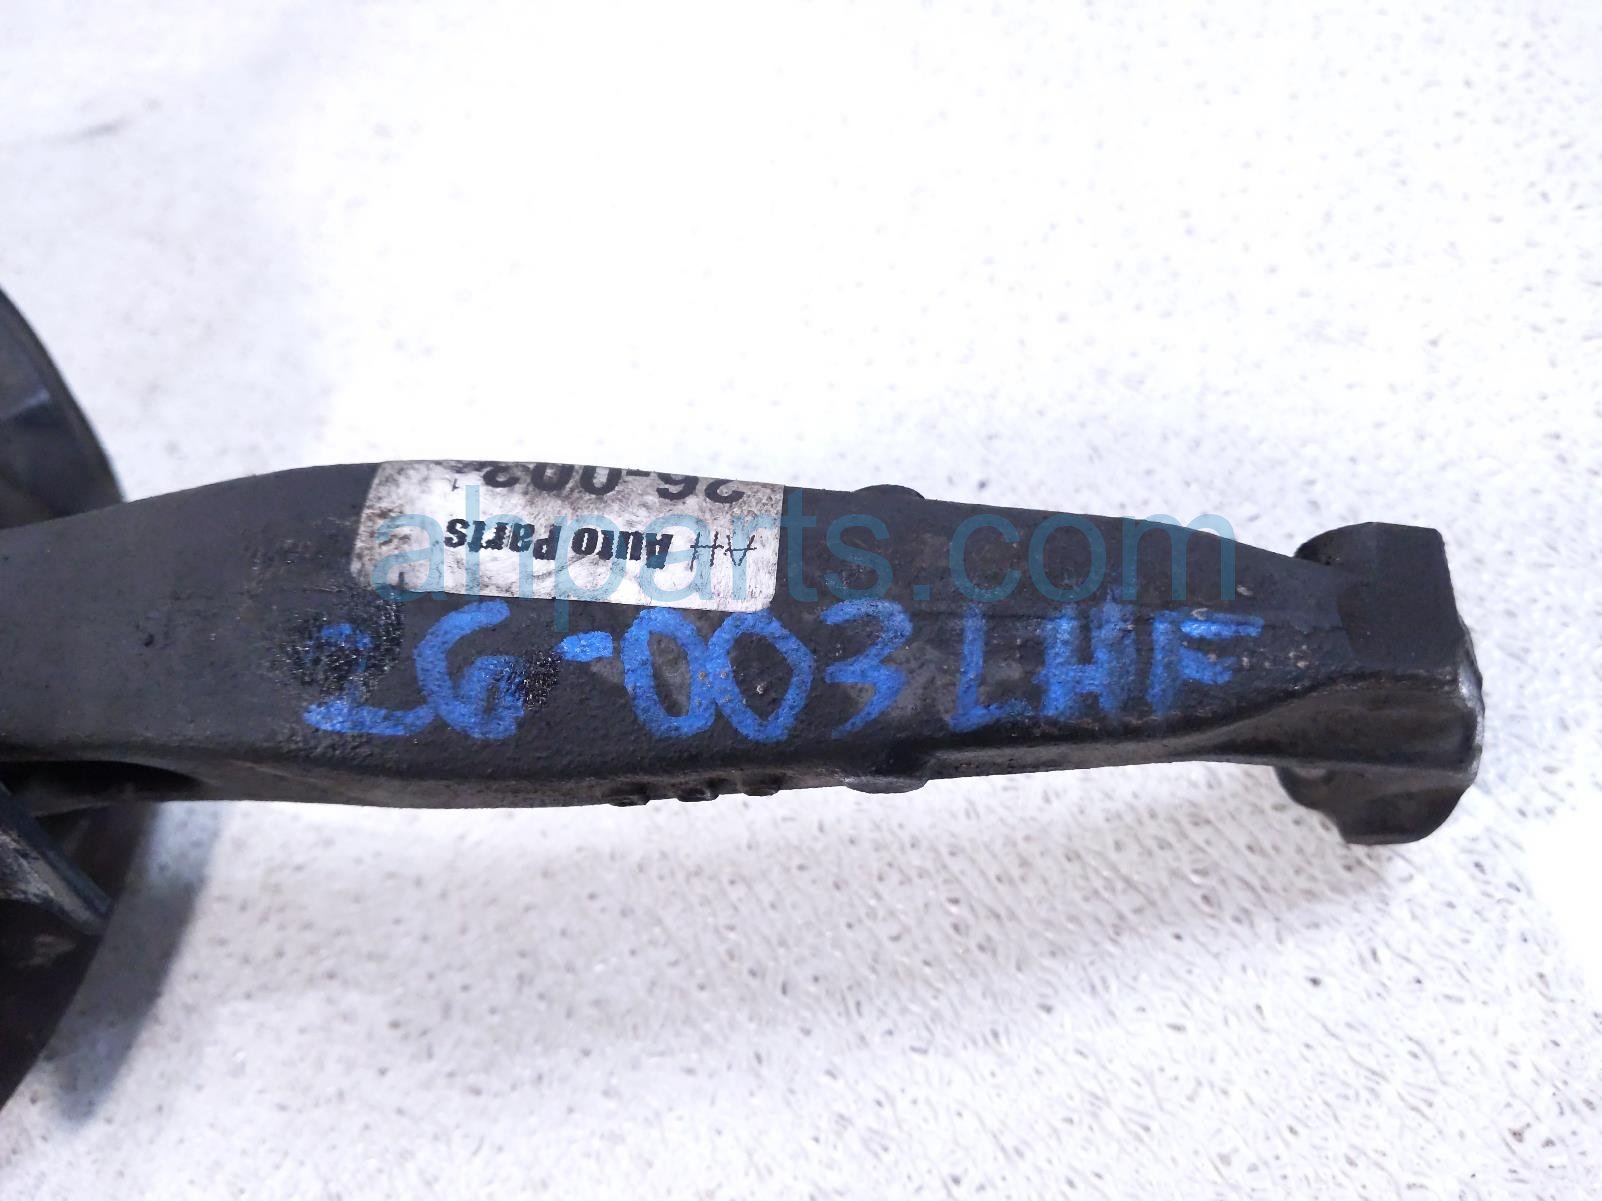 26-003
AH Auto Parts
ahparts.com
26-003 LHF